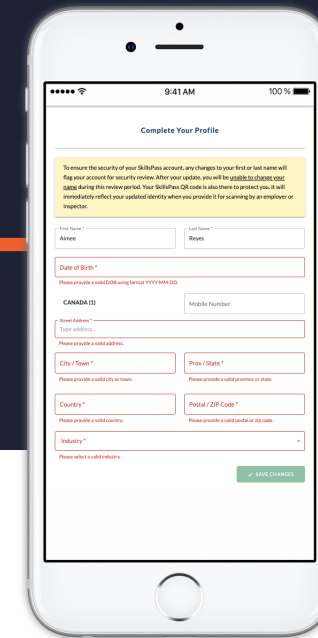 9:41 AM
100 %
Complete Your Profile
To ensure the security of your SkillsPass account, any changes to your first or last name will
flag your account for security review. After your update, you will be unable to change your
name during this review period. Your SkillsPass QR code is also there to protect you. It will
immediately reflect your updated identity when you provide it for scanning by an employer or
inspector.
First Name *
Last Name *
Aimee
Reyes
Date of Birth *
Please provide a valid DOB using format YYYY-MM-DD.
CANADA (1)
Mobile Number
Street Address *
Type address...
Please provide a valid address.
City / Town *
Prov / State *
Please provide a valid city or town.
Please provide a valid province or state.
Country *
Postal / ZIP Code *
Please provide a valid country.
Please provide a valid postal or zip code.
Industry *
Please select a valid industry.
✓ SAVE CHANGES